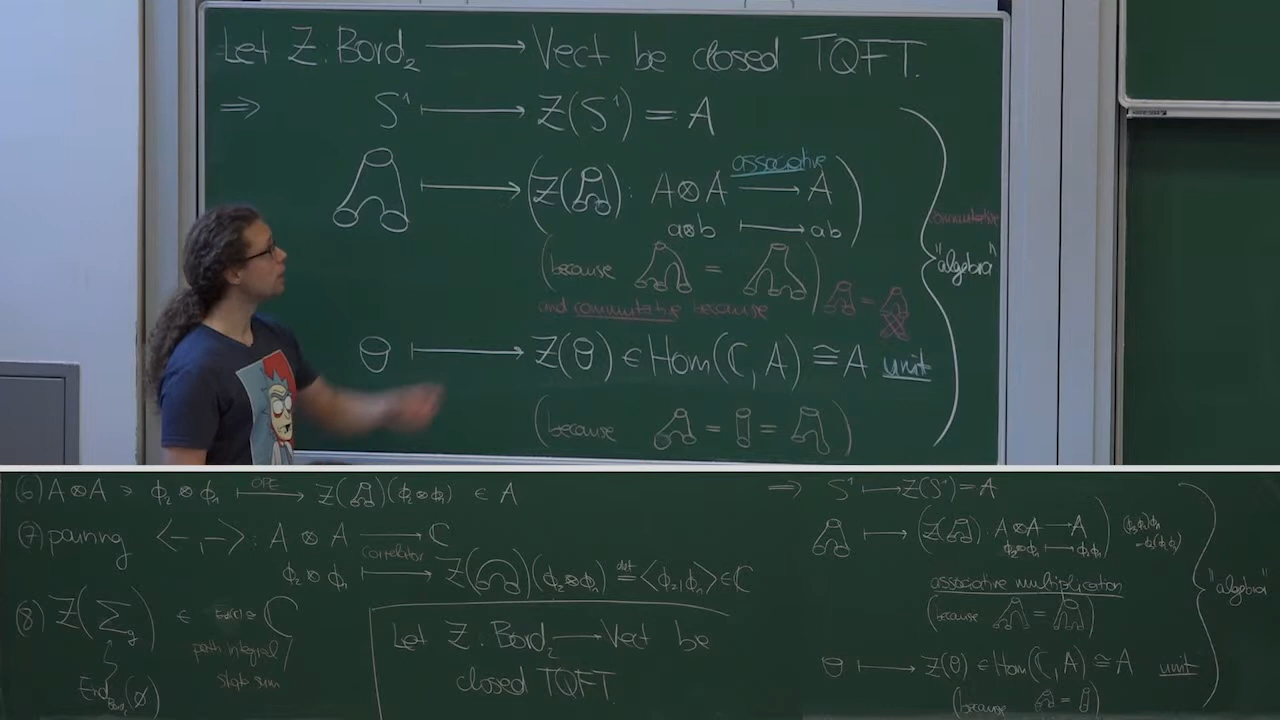 Let Z : Bord₂ ⟶ Vect be closed TQFT.
⇒ S¹ ⟼ Z(S¹) = A
⟼ (Z( ) : A⊗A ⟶ A) associative
a⊗b ⟼ ab
commutative
"algebra"
(because = )
and commutative because =
⟼ Z( ) ∈ Hom(ℂ, A) ≅ A unit
(because = = )
(6) A⊗A ∋ ϕ₂⊗ϕ₁ ⟼ OPE Z( )(ϕ₂⊗ϕ₁) ∈ A
(7) pairing <-,-> : A ⊗ A ⟶ ℂ
ϕ₂⊗ϕ₁ ⟼ correlator Z( )(ϕ₂⊗ϕ₁) def= <ϕ₂,ϕ₁> ∈ ℂ
(8) Z(Σg) ∈ ℂ
path integral /
state sum
End Bord₂(∅)
Let Z : Bord₂ ⟶ Vect be
closed TQFT
⇒ S¹ ⟼ Z(S¹) = A
⟼ (Z( ) : A⊗A ⟶ A)
ϕ₂⊗ϕ₁ ⟼ ϕ₂ϕ₁
associative multiplication
(because = )
"algebra"
⟼ Z( ) ∈ Hom(ℂ, A) ≅ A unit
(because = )